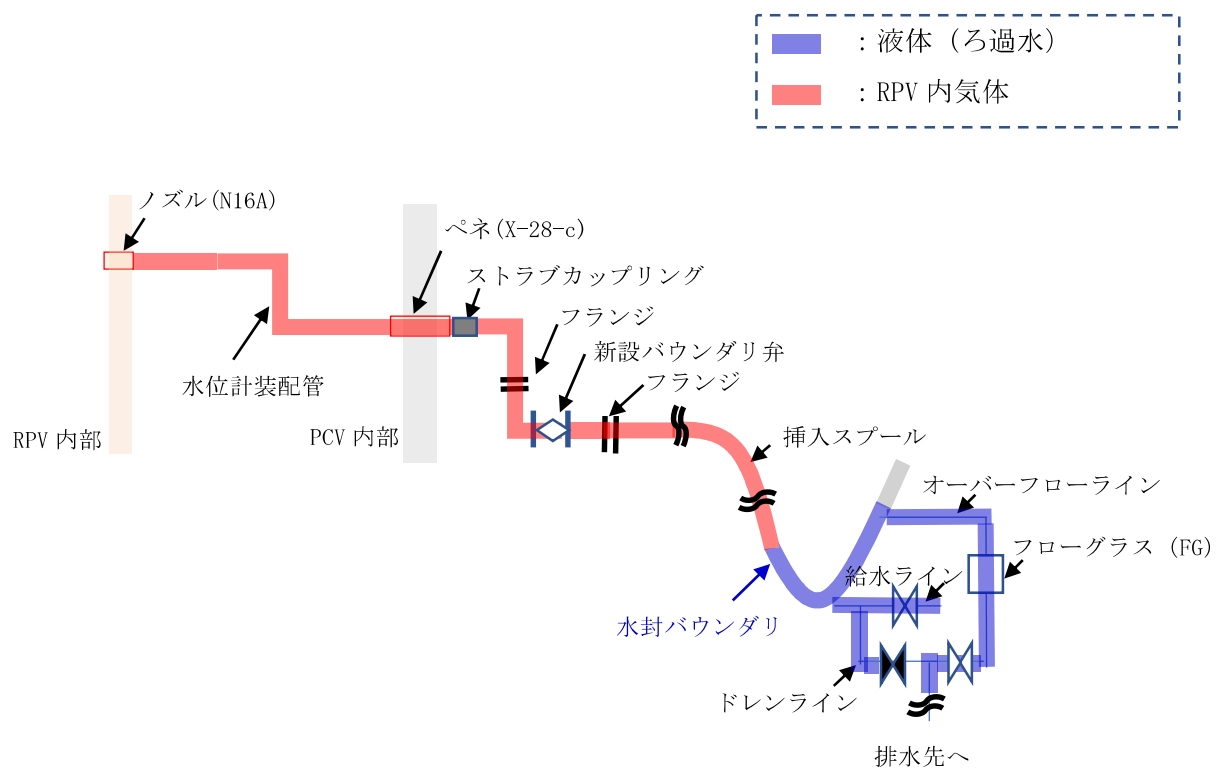 ：液体（ろ過水）
：RPV 内気体
ノズル(N16A)
ペネ(X-28-c)
ストラブカップリング
フランジ
新設バウンダリ弁
フランジ
水位計装配管
RPV 内部
PCV 内部
挿入スプール
オーバーフローライン
フローグラス (FG)
給水ライン
水封バウンダリ
ドレンライン
排水先へ